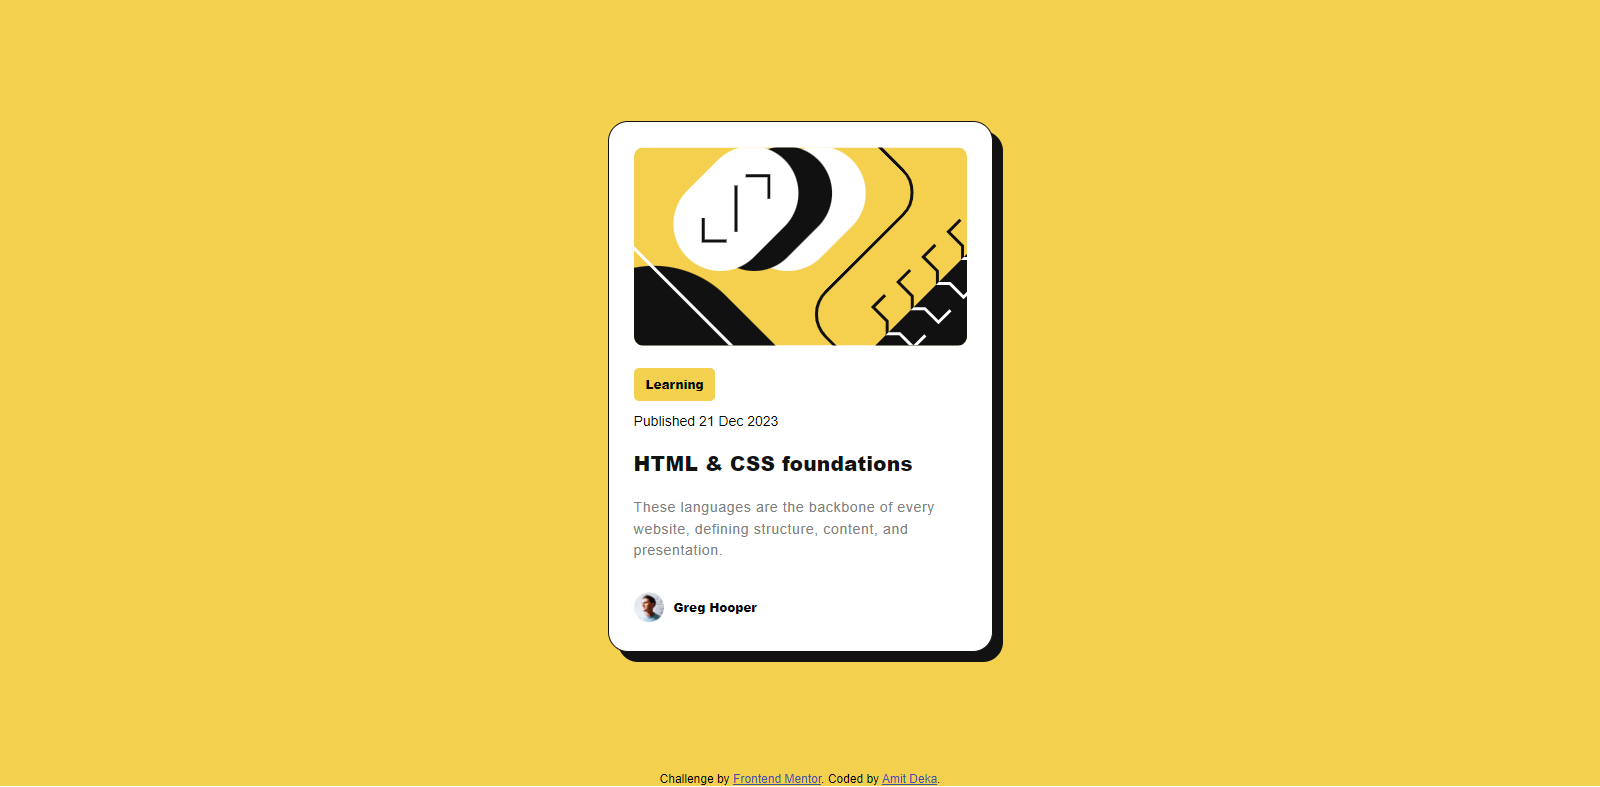 Learning
Published 21 Dec 2023
HTML & CSS foundations
These languages are the backbone of every
website, defining structure, content, and
presentation.
Greg Hooper
Challenge by Frontend Mentor. Coded by Amit Deka.